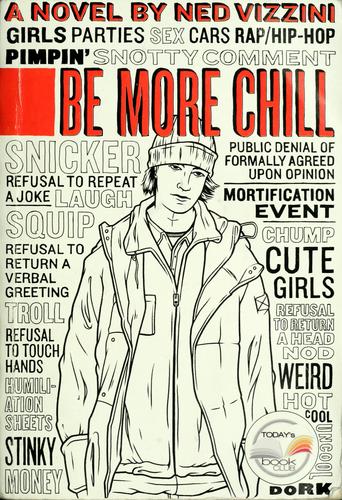 A NOVEL BY NED VIZZINI
GIRLS PARTIES SEX CARS RAP/HIP-HOP
PIMPIN' SNOTTY COMMENT
BE MORE CHILL
SNICKER
REFUSAL TO REPEAT
A JOKE LAUGH
SQUIP
REFUSAL TO
RETURN A
VERBAL
GREETING
TROLL
REFUSAL
TO TOUCH
HANDS
HUMILI-
ATION
SHEETS
STINKY
MONEY
PUBLIC DENIAL OF
FORMALLY AGREED
UPON OPINION
MORTIFICATION
EVENT
CHUMP
CUTE
GIRLS
REFUSAL
TO RETURN
A HEAD
NOD
WEIRD
HOT
COOL
UNCOOL
DORK
TODAY's
book
CLUB